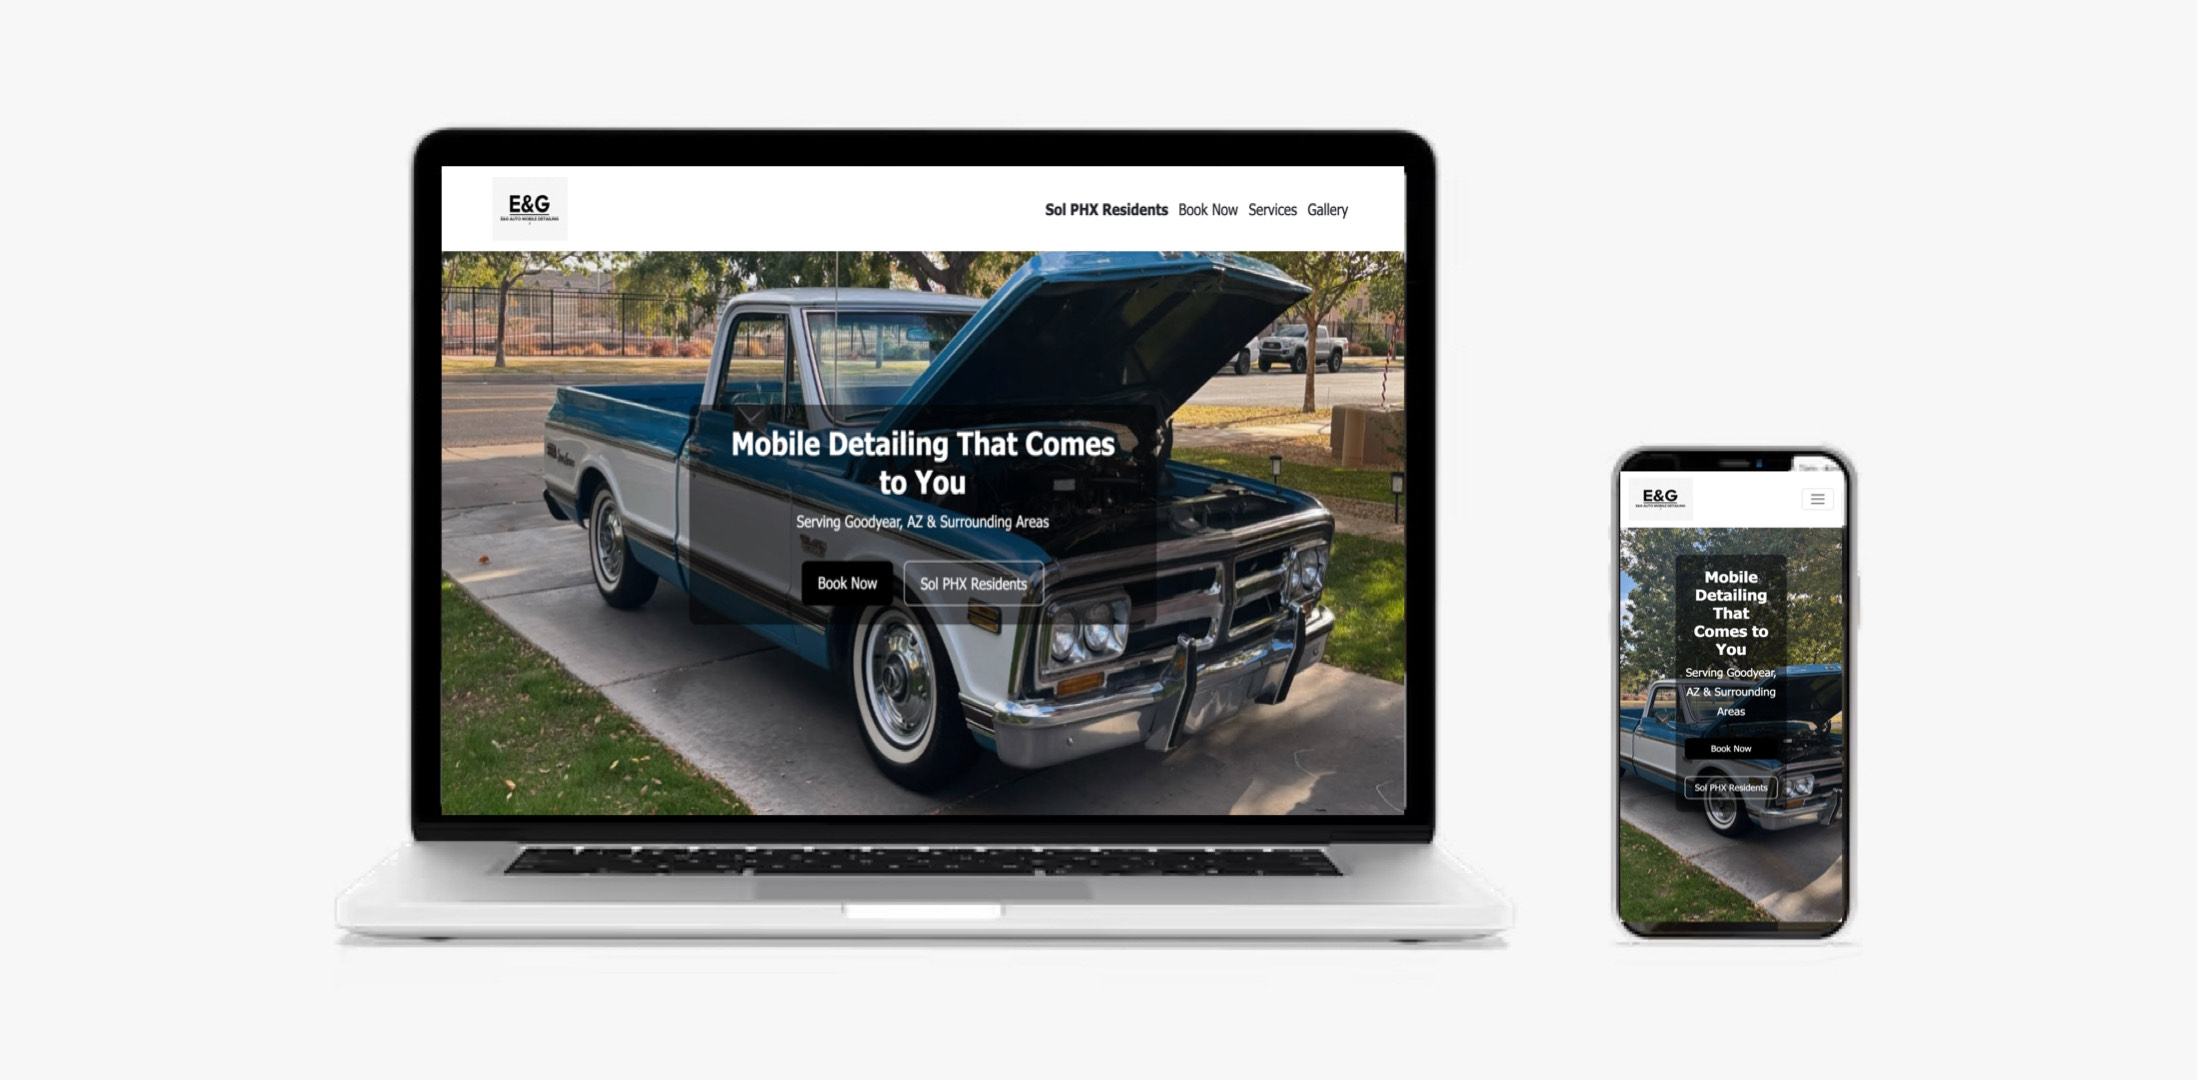 E&G
E&G AUTO MOBILE DETAILING
Sol PHX Residents Book Now Services Gallery
Mobile Detailing That Comes
to You
Serving Goodyear, AZ & Surrounding Areas
Book Now Sol PHX Residents
E&G
E&G AUTO MOBILE DETAILING
Mobile
Detailing
That
Comes to
You
Serving Goodyear,
AZ & Surrounding
Areas
Book Now
Sol PHX Residents